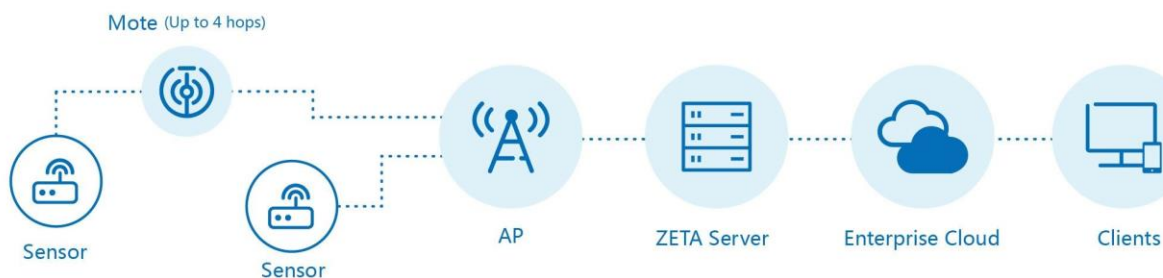 Mote (Up to 4 hops)
Sensor
Sensor
AP
ZETA Server
Enterprise Cloud
Clients